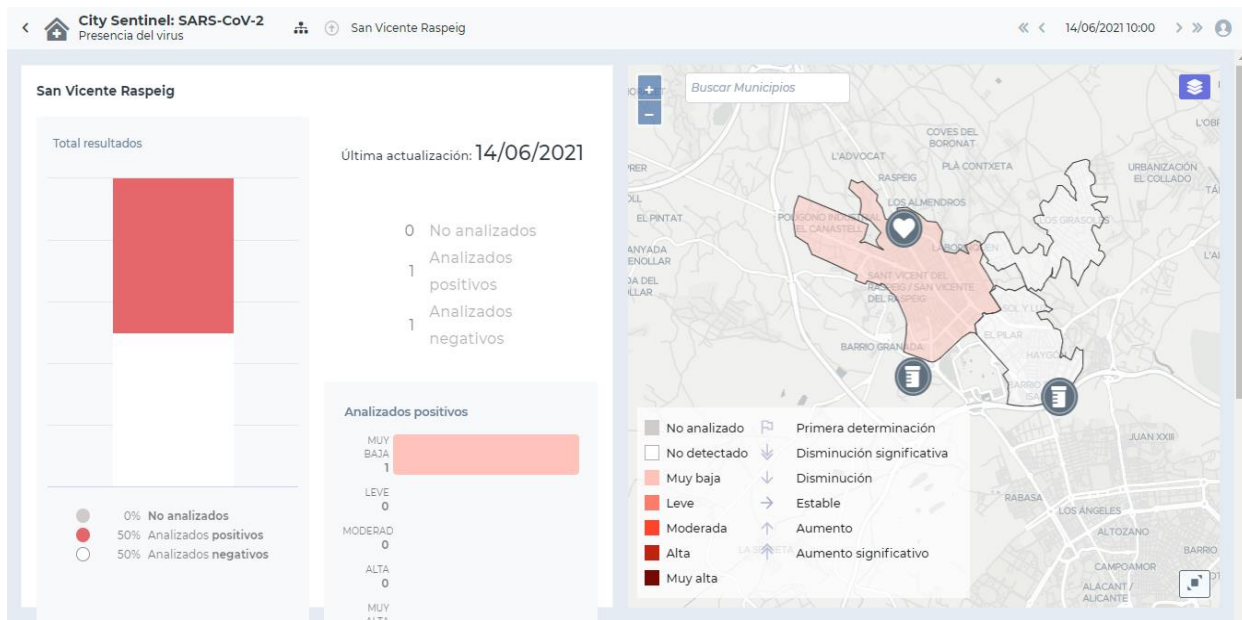 City Sentinel: SARS-CoV-2
Presencia del virus
San Vicente Raspeig
14/06/2021 10:00
San Vicente Raspeig
Total resultados
0% No analizados
50% Analizados positivos
50% Analizados negativos
Última actualización: 14/06/2021
0 No analizados
1 Analizados
positivos
1 Analizados
negativos
Analizados positivos
MUY
BAJA
1
LEVE
0
MODERAD
0
ALTA
0
MUY
ALTA
+
Buscar Municipios
−
COVES DEL
BORONAT
L'ADVOCAT
PLÀ CONTXETA
RASPEIG
URBANIZACIÓN
EL COLLADO
LOS ALMENDROS
EL PINTAT
POLÍGONO INDUSTRIAL
EL CANASTELL
LOS GIRASOLES
SANT VICENT DEL
RASPEIG / SAN VICENTE
DEL RASPEIG
SOL Y LUZ
EL PILAR
BARRIO GRANADA
HAYGÓN
JUAN XXIII
RABASA
LOS ÁNGELES
ALTOZANO
BARRIO
CAMPOAMOR
ALACANT /
ALICANTE
No analizado
Primera determinación
No detectado
Disminución significativa
Muy baja
Disminución
Leve
Estable
Moderada
Aumento
Alta
Aumento significativo
Muy alta